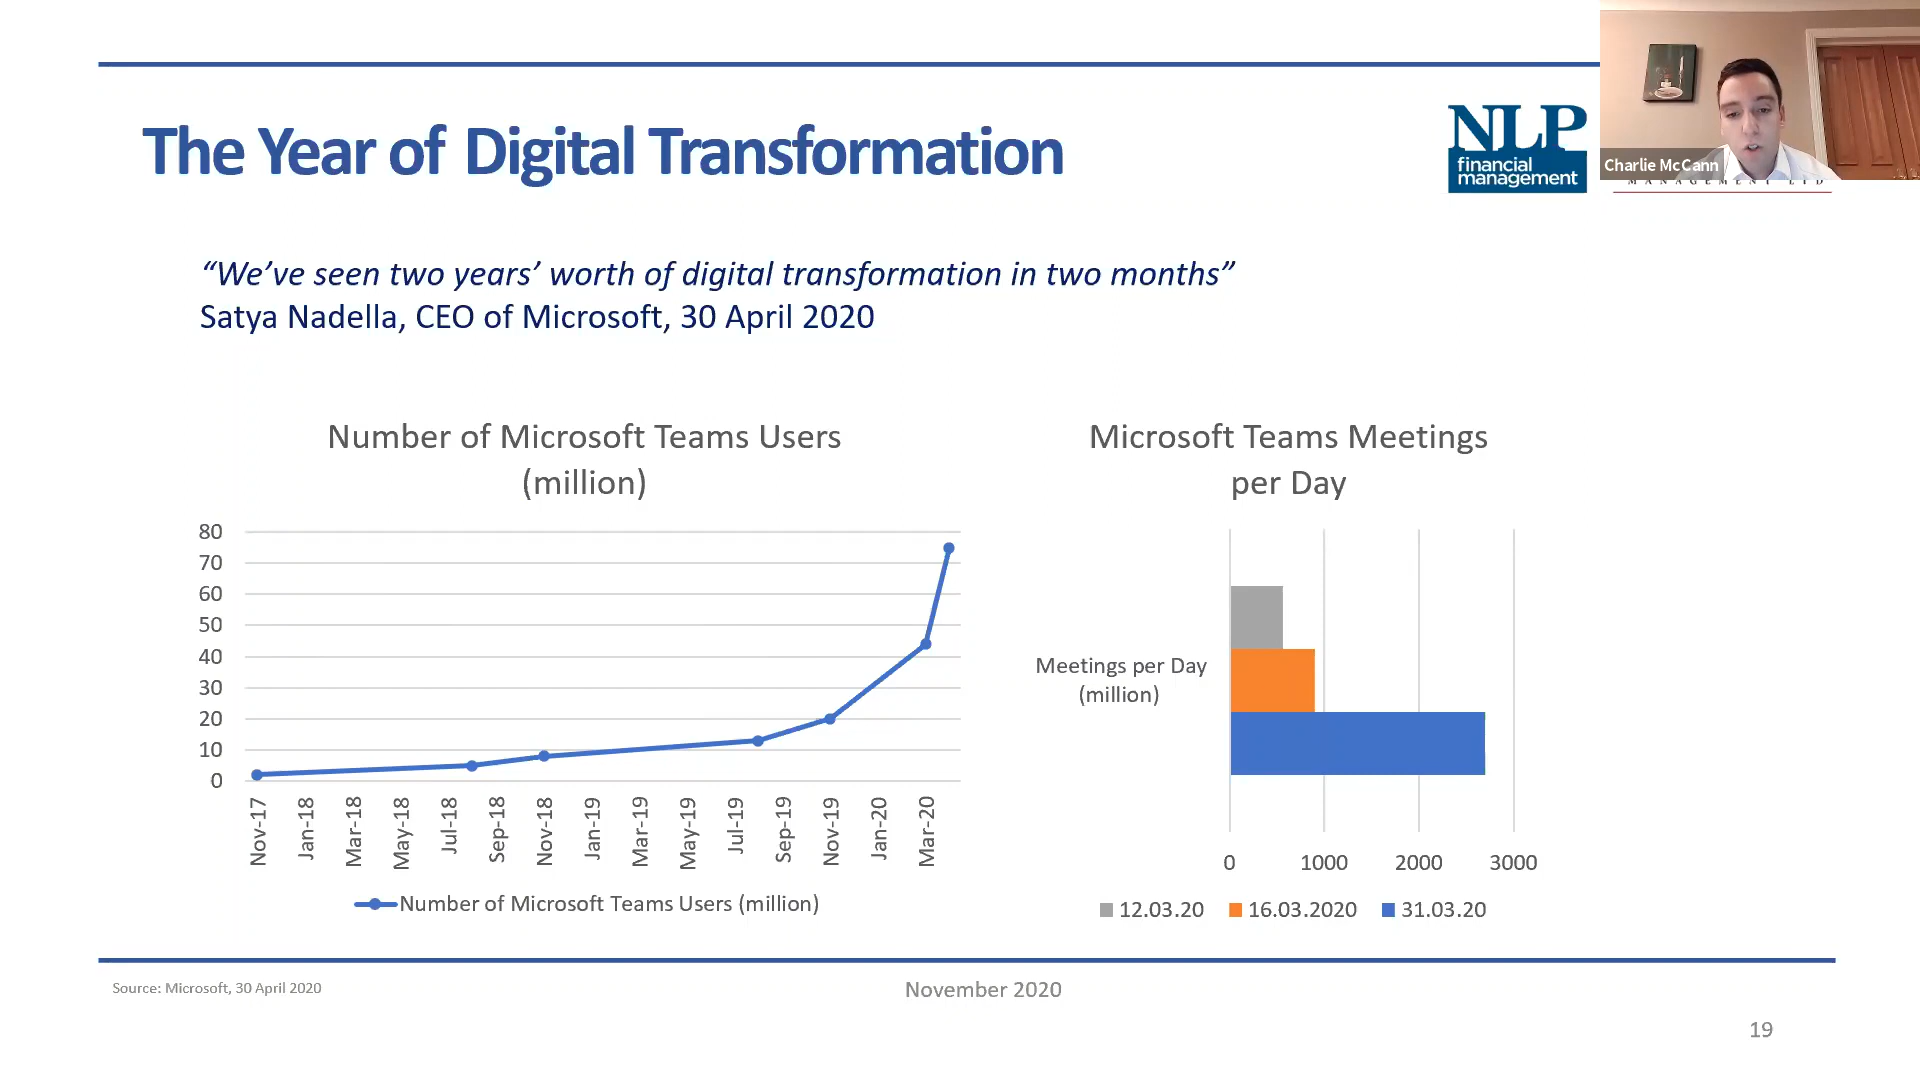 The Year of Digital Transformation
NLP
financial
management
Charlie McCann
MANAGEMENT LTD
“We’ve seen two years’ worth of digital transformation in two months”
Satya Nadella, CEO of Microsoft, 30 April 2020
Number of Microsoft Teams Users
(million)
80
70
60
50
40
30
20
10
0
Nov-17
Jan-18
Mar-18
May-18
Jul-18
Sep-18
Nov-18
Jan-19
Mar-19
May-19
Jul-19
Sep-19
Nov-19
Jan-20
Mar-20
Number of Microsoft Teams Users (million)
Microsoft Teams Meetings
per Day
Meetings per Day
(million)
0 1000 2000 3000
12.03.20 16.03.2020 31.03.20
Source: Microsoft, 30 April 2020
November 2020
19